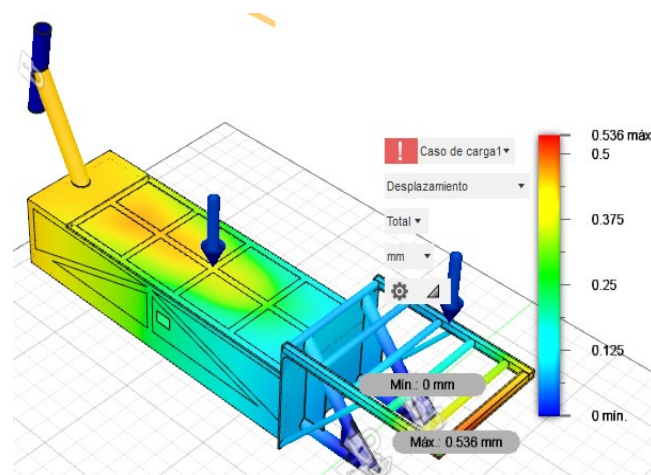 Caso de carga1
Desplazamiento
Total
mm
0.536 máx
0.5
0.375
0.25
0.125
0 mín.
Mín.: 0 mm
Máx.: 0.536 mm